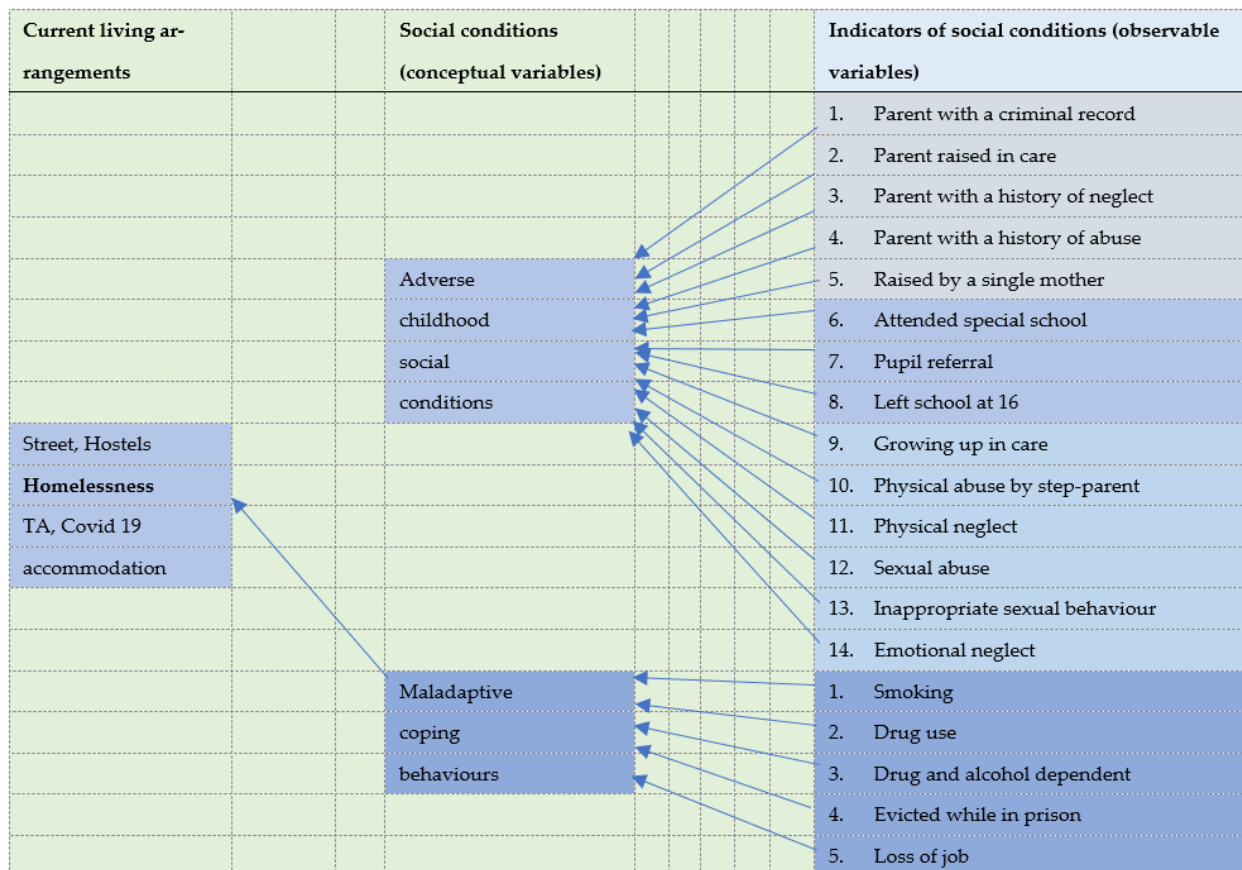 Current living ar-
rangements
Social conditions
(conceptual variables)
Indicators of social conditions (observable
variables)
1. Parent with a criminal record
2. Parent raised in care
3. Parent with a history of neglect
4. Parent with a history of abuse
Adverse
5. Raised by a single mother
childhood
6. Attended special school
social
7. Pupil referral
conditions
8. Left school at 16
Street, Hostels
9. Growing up in care
Homelessness
10. Physical abuse by step-parent
TA, Covid 19
11. Physical neglect
accommodation
12. Sexual abuse
13. Inappropriate sexual behaviour
14. Emotional neglect
Maladaptive
1. Smoking
coping
2. Drug use
behaviours
3. Drug and alcohol dependent
4. Evicted while in prison
5. Loss of job